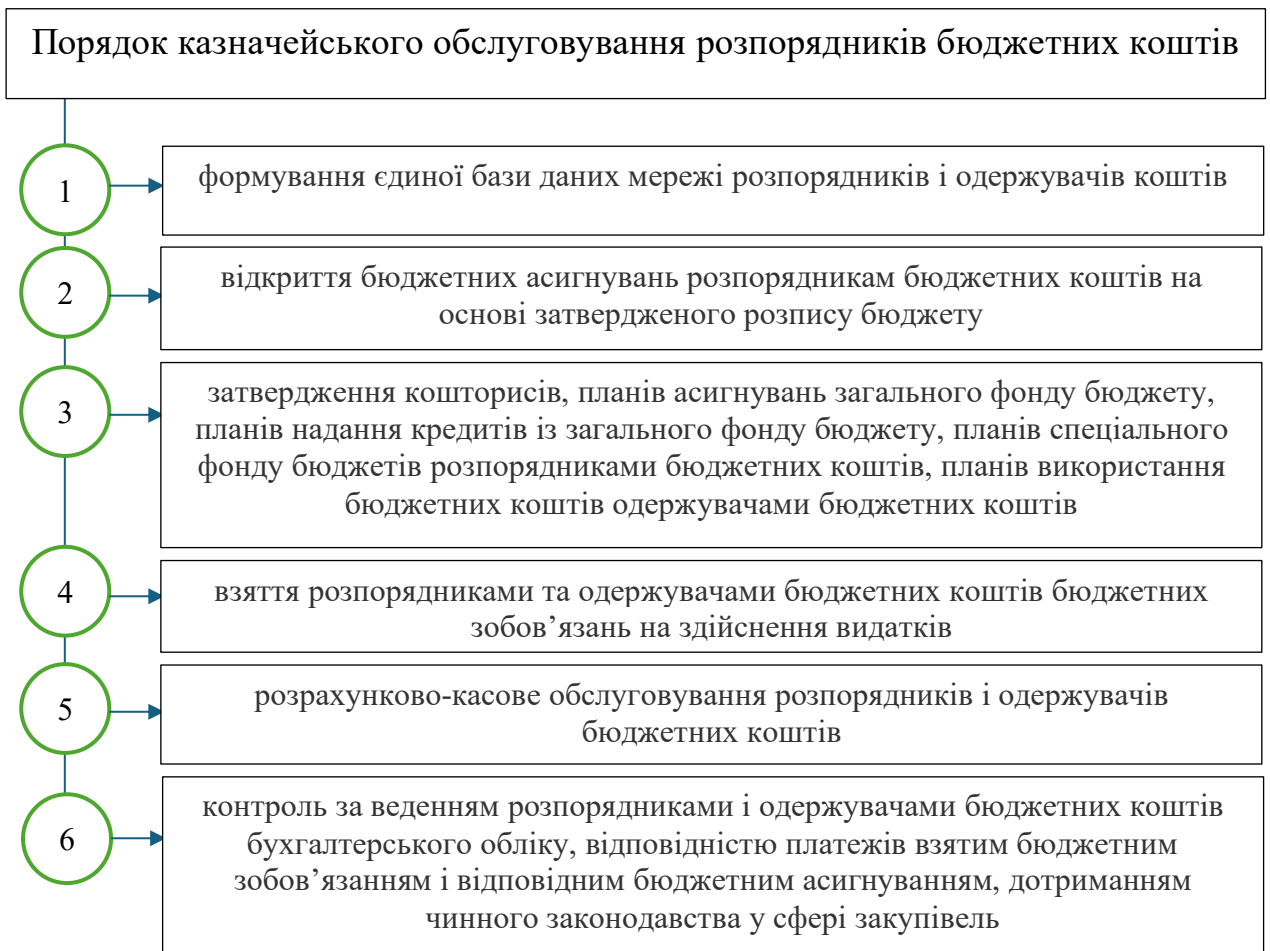 Порядок казначейського обслуговування розпорядників бюджетних коштів
1
формування єдиної бази даних мережі розпорядників і одержувачів коштів
2
відкриття бюджетних асигнувань розпорядникам бюджетних коштів на
основі затвердженого розпису бюджету
3
затвердження кошторисів, планів асигнувань загального фонду бюджету,
планів надання кредитів із загального фонду бюджету, планів спеціального
фонду бюджетів розпорядниками бюджетних коштів, планів використання
бюджетних коштів одержувачами бюджетних коштів
4
взяття розпорядниками та одержувачами бюджетних коштів бюджетних
зобов’язань на здійснення видатків
5
розрахунково-касове обслуговування розпорядників і одержувачів
бюджетних коштів
6
контроль за веденням розпорядниками і одержувачами бюджетних коштів
бухгалтерського обліку, відповідністю платежів взятим бюджетним
зобов’язанням і відповідним бюджетним асигнуванням, дотриманням
чинного законодавства у сфері закупівель